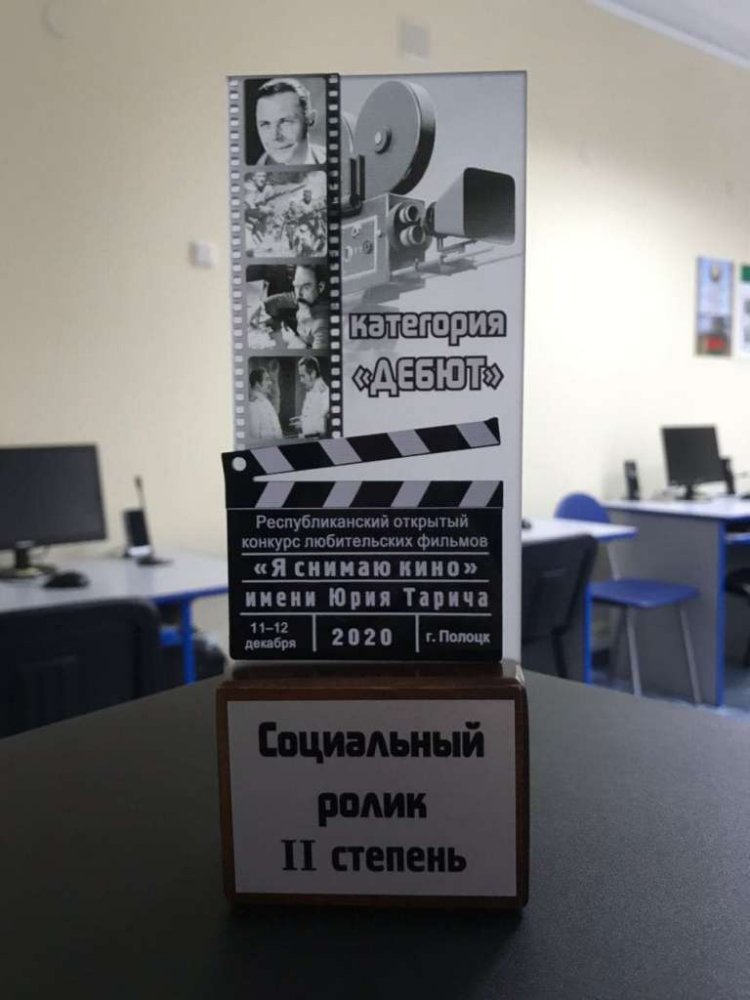 категория
«ДЕБЮТ»
Республиканский открытый
конкурс любительских фильмов
«Я снимаю кино»
имени Юрия Тарича
11–12
декабря
2020
г. Полоцк
Социальный
ролик
II степень